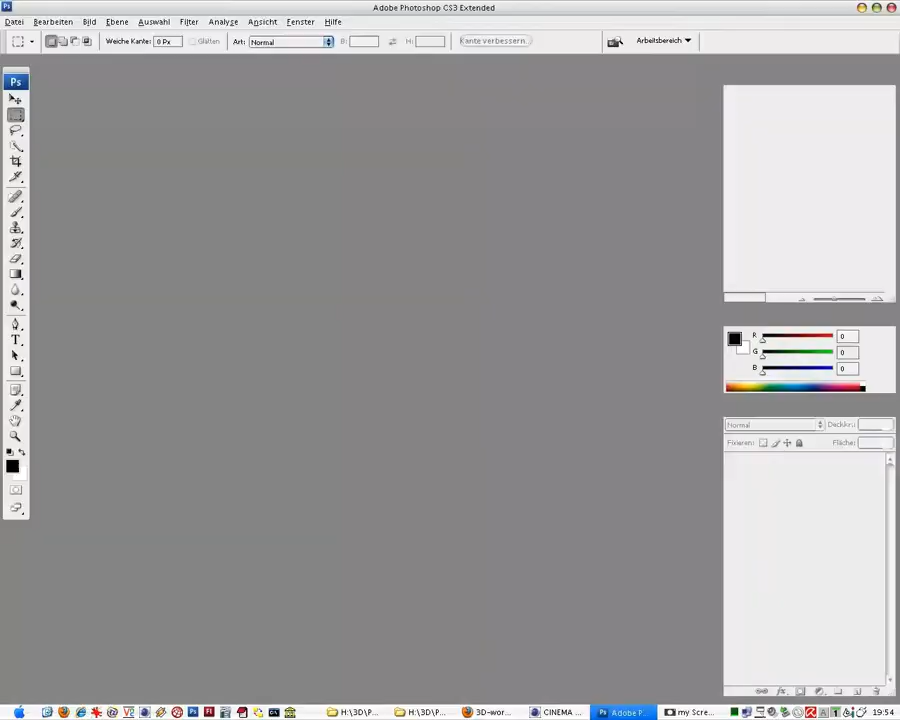 Adobe Photoshop CS3 Extended
Datei Bearbeiten Bild Ebene Auswahl Filter Analyse Ansicht Fenster Hilfe
Weiche Kante: 0 Px Glätten Art: Normal B: H: Kante verbessern... Arbeitsbereich
Ps
R 0
G 0
B 0
Normal Deckkr.:
Fixieren: Fläche:
H:\3D\P... H:\3D\P... 3D-wor... CINEMA ... Ps Adobe P... my Scre... 19:54